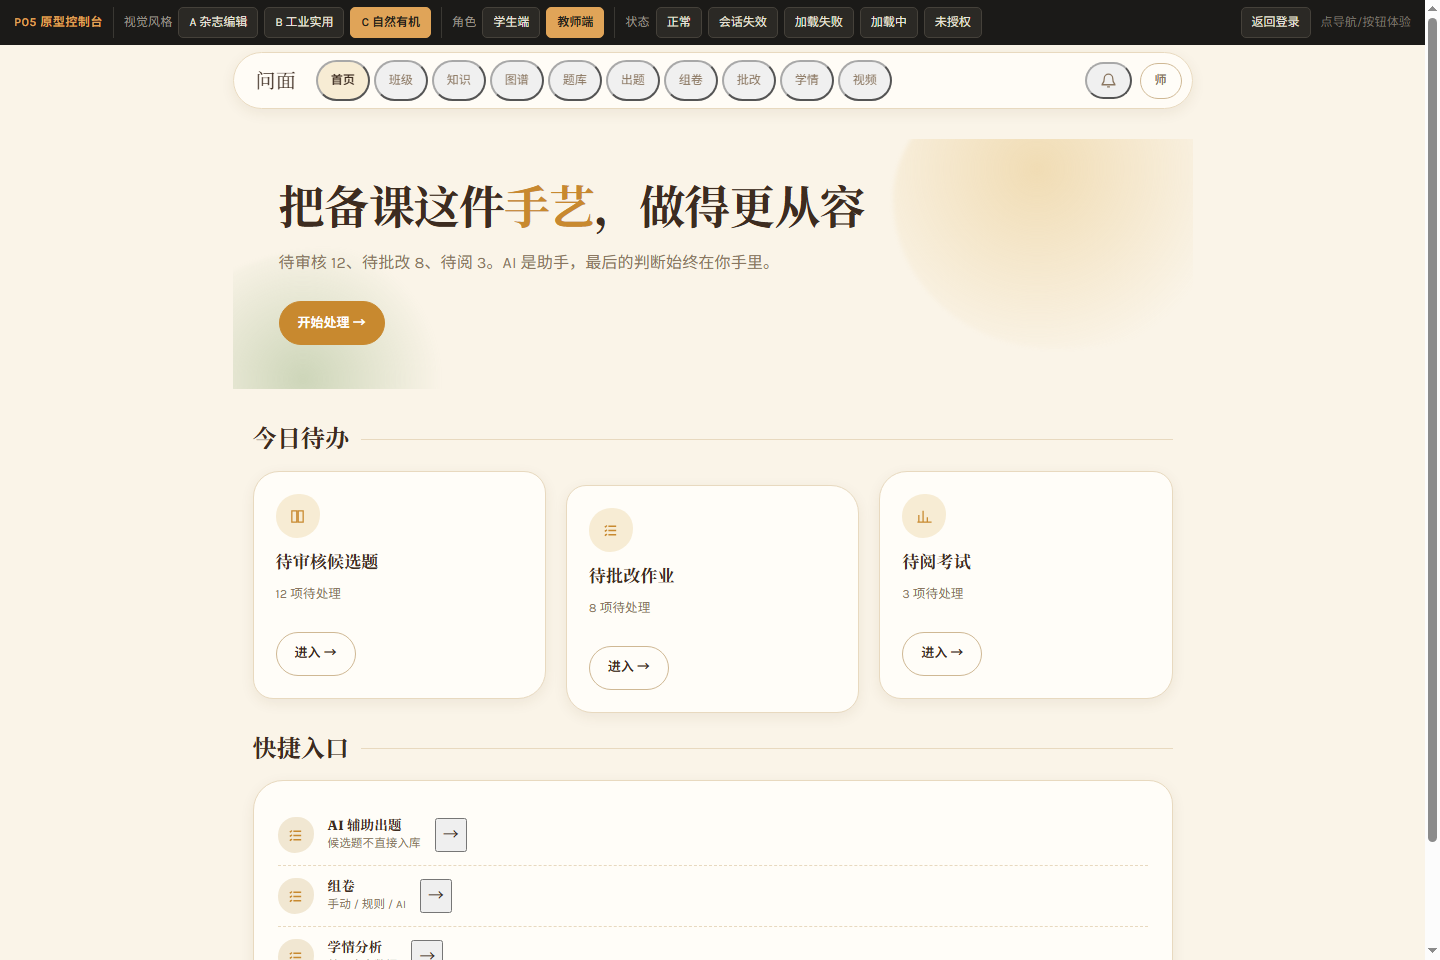 P05 原型控制台 视觉风格 A 杂志编辑 B 工业实用 C 自然有机 角色 学生端 教师端 状态 正常 会话失效 加载失败 加载中 未授权 返回登录 点导航/按钮体验
问面 首页 班级 知识 图谱 题库 出题 组卷 批改 学情 视频 师
把备课这件手艺，做得更从容
待审核 12、待批改 8、待阅 3。AI 是助手，最后的判断始终在你手里。
开始处理 →
今日待办
待审核候选题
12 项待处理
进入 →
待批改作业
8 项待处理
进入 →
待阅考试
3 项待处理
进入 →
快捷入口
AI 辅助出题
候选题不直接入库
→
组卷
手动 / 规则 / AI
→
学情分析
→